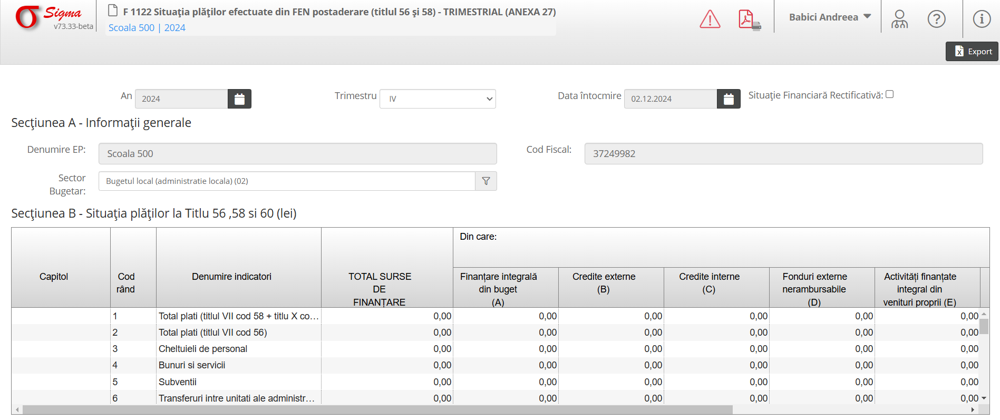 Sigma
v73.33-beta
F 1122 Situaţia plăţilor efectuate din FEN postaderare (titlul 56 şi 58) - TRIMESTRIAL (ANEXA 27)
Scoala 500 | 2024
Babici Andreea
Export
An 2024
Trimestru IV
Data întocmire 02.12.2024
Situaţie Financiară Rectificativă:
Secţiunea A - Informaţii generale
Denumire EP: Scoala 500
Cod Fiscal: 37249982
Sector Bugetar: Bugetul local (administratie locala) (02)
Secţiunea B - Situaţia plăţilor la Titlu 56 ,58 si 60 (lei)
Din care:
Capitol
Cod rând
Denumire indicatori
TOTAL SURSE DE FINANȚARE
Finanțare integrală din buget (A)
Credite externe (B)
Credite interne (C)
Fonduri externe nerambursabile (D)
Activități finanțate integral din venituri proprii (E)
1 Total plati (titlul VII cod 58 + titlu X co... 0,00 0,00 0,00 0,00 0,00 0,00
2 Total plati (titlul VII cod 56) 0,00 0,00 0,00 0,00 0,00 0,00
3 Cheltuieli de personal 0,00 0,00 0,00 0,00 0,00 0,00
4 Bunuri si servicii 0,00 0,00 0,00 0,00 0,00 0,00
5 Subventii 0,00 0,00 0,00 0,00 0,00 0,00
6 Transferuri intre unitati ale administr... 0,00 0,00 0,00 0,00 0,00 0,00